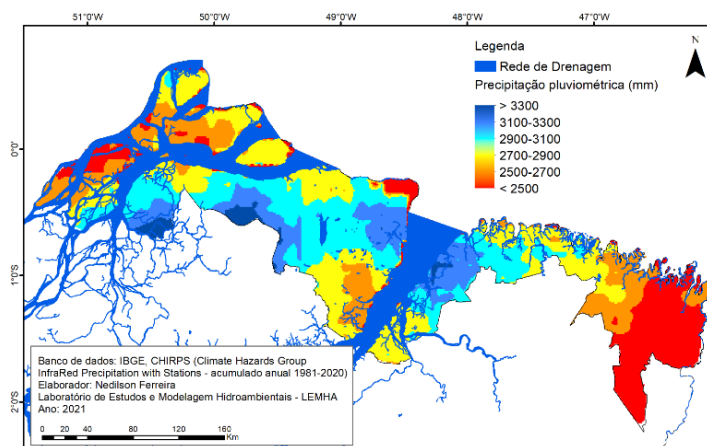 51°0'W 50°0'W 49°0'W 48°0'W 47°0'W
N
Legenda
Rede de Drenagem
Precipitação pluviométrica (mm)
> 3300
3100-3300
2900-3100
2700-2900
2500-2700
< 2500
0°0'
1°0'S
2°0'S
Banco de dados: IBGE, CHIRPS (Climate Hazards Group
InfraRed Precipitation with Stations - acumulado anual 1981-2020)
Elaborador: Nedilson Ferreira
Laboratório de Estudos e Modelagem Hidroambientais - LEMHA
Ano: 2021
0 20 40 80 120 160
Km